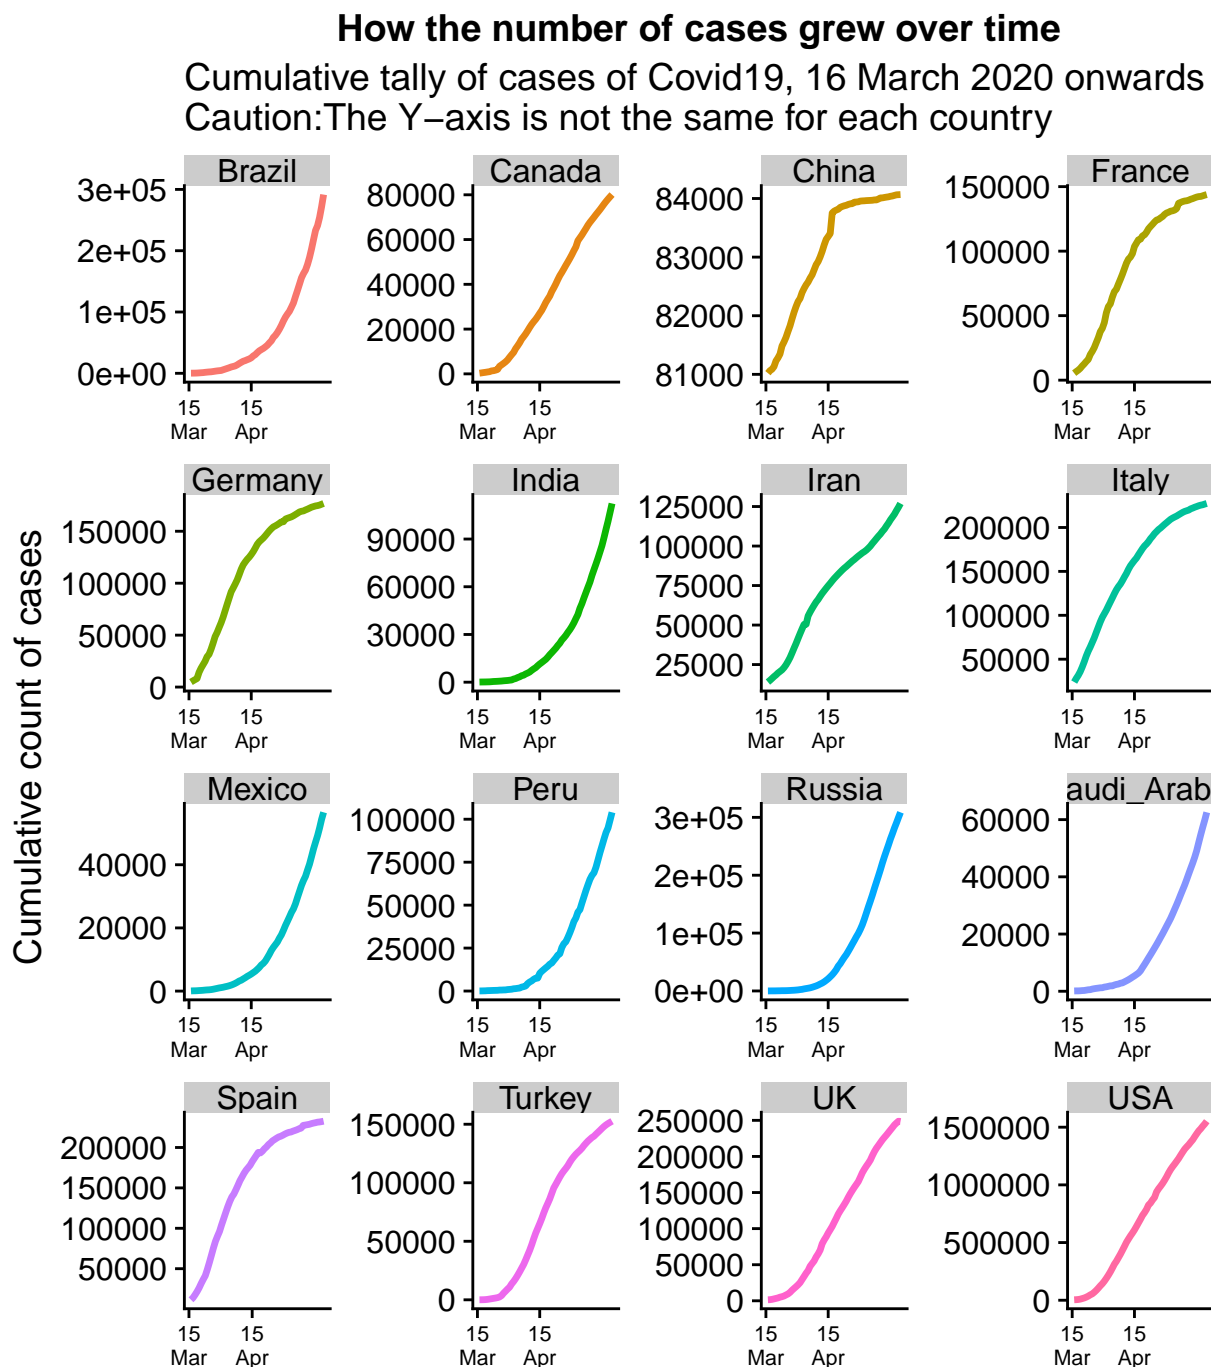 How the number of cases grew over time
Cumulative tally of cases of Covid19, 16 March 2020 onwards
Caution:The Y−axis is not the same for each country
Cumulative count of cases
Brazil
3e+05
2e+05
1e+05
0e+00
15 Mar
15 Apr
Canada
80000
60000
40000
20000
0
15 Mar
15 Apr
China
84000
83000
82000
81000
15 Mar
15 Apr
France
150000
100000
50000
0
15 Mar
15 Apr
Germany
150000
100000
50000
0
15 Mar
15 Apr
India
90000
60000
30000
0
15 Mar
15 Apr
Iran
125000
100000
75000
50000
25000
15 Mar
15 Apr
Italy
200000
150000
100000
50000
15 Mar
15 Apr
Mexico
40000
20000
0
15 Mar
15 Apr
Peru
100000
75000
50000
25000
0
15 Mar
15 Apr
Russia
3e+05
2e+05
1e+05
0e+00
15 Mar
15 Apr
audi_Arab
60000
40000
20000
0
15 Mar
15 Apr
Spain
200000
150000
100000
50000
15 Mar
15 Apr
Turkey
150000
100000
50000
0
15 Mar
15 Apr
UK
250000
200000
150000
100000
50000
0
15 Mar
15 Apr
USA
1500000
1000000
500000
0
15 Mar
15 Apr